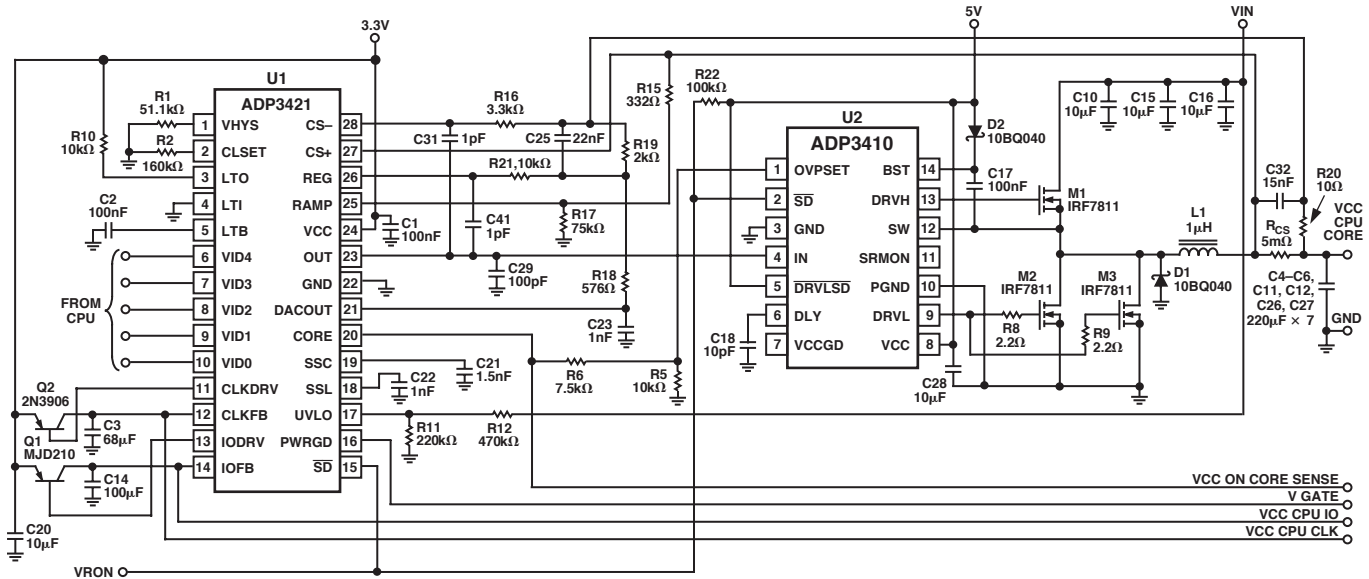 3.3V
5V
VIN
U1
ADP3421
R1
51.1kΩ
R2
160kΩ
R10
10kΩ
C2
100nF
1 VHYS
2 CLSET
3 LTO
4 LTI
5 LTB
6 VID4
7 VID3
8 VID2
9 VID1
10 VID0
11 CLKDRV
12 CLKFB
13 IODRV
14 IOFB
CS– 28
CS+ 27
REG 26
RAMP 25
VCC 24
OUT 23
GND 22
DACOUT 21
CORE 20
SSC 19
SSL 18
UVLO 17
PWRGD 16
SD 15
FROM
CPU
Q2
2N3906
C3
68μF
Q1
MJD210
C14
100μF
C20
10μF
VRON
R16
3.3kΩ
C31
1pF
C25
22nF
R19
2kΩ
R21,10kΩ
R15
332Ω
R22
100kΩ
C1
100nF
C41
1pF
R17
75kΩ
C29
100pF
R18
576Ω
C23
1nF
C21
1.5nF
C22
1nF
R6
7.5kΩ
R5
10kΩ
R11
220kΩ
R12
470kΩ
U2
ADP3410
1 OVPSET
2 SD
3 GND
4 IN
5 DRVLSD
6 DLY
7 VCCGD
BST 14
DRVH 13
SW 12
SRMON 11
PGND 10
DRVL 9
VCC 8
C18
10pF
C28
10μF
D2
10BQ040
C17
100nF
C10
10μF
C15
10μF
C16
10μF
M1
IRF7811
M2
IRF7811
M3
IRF7811
R8
2.2Ω
R9
2.2Ω
D1
10BQ040
L1
1μH
C32
15nF
R20
10Ω
RCS
5mΩ
VCC
CPU
CORE
C4–C6,
C11, C12,
C26, C27
220μF × 7
GND
VCC ON CORE SENSE
V GATE
VCC CPU IO
VCC CPU CLK